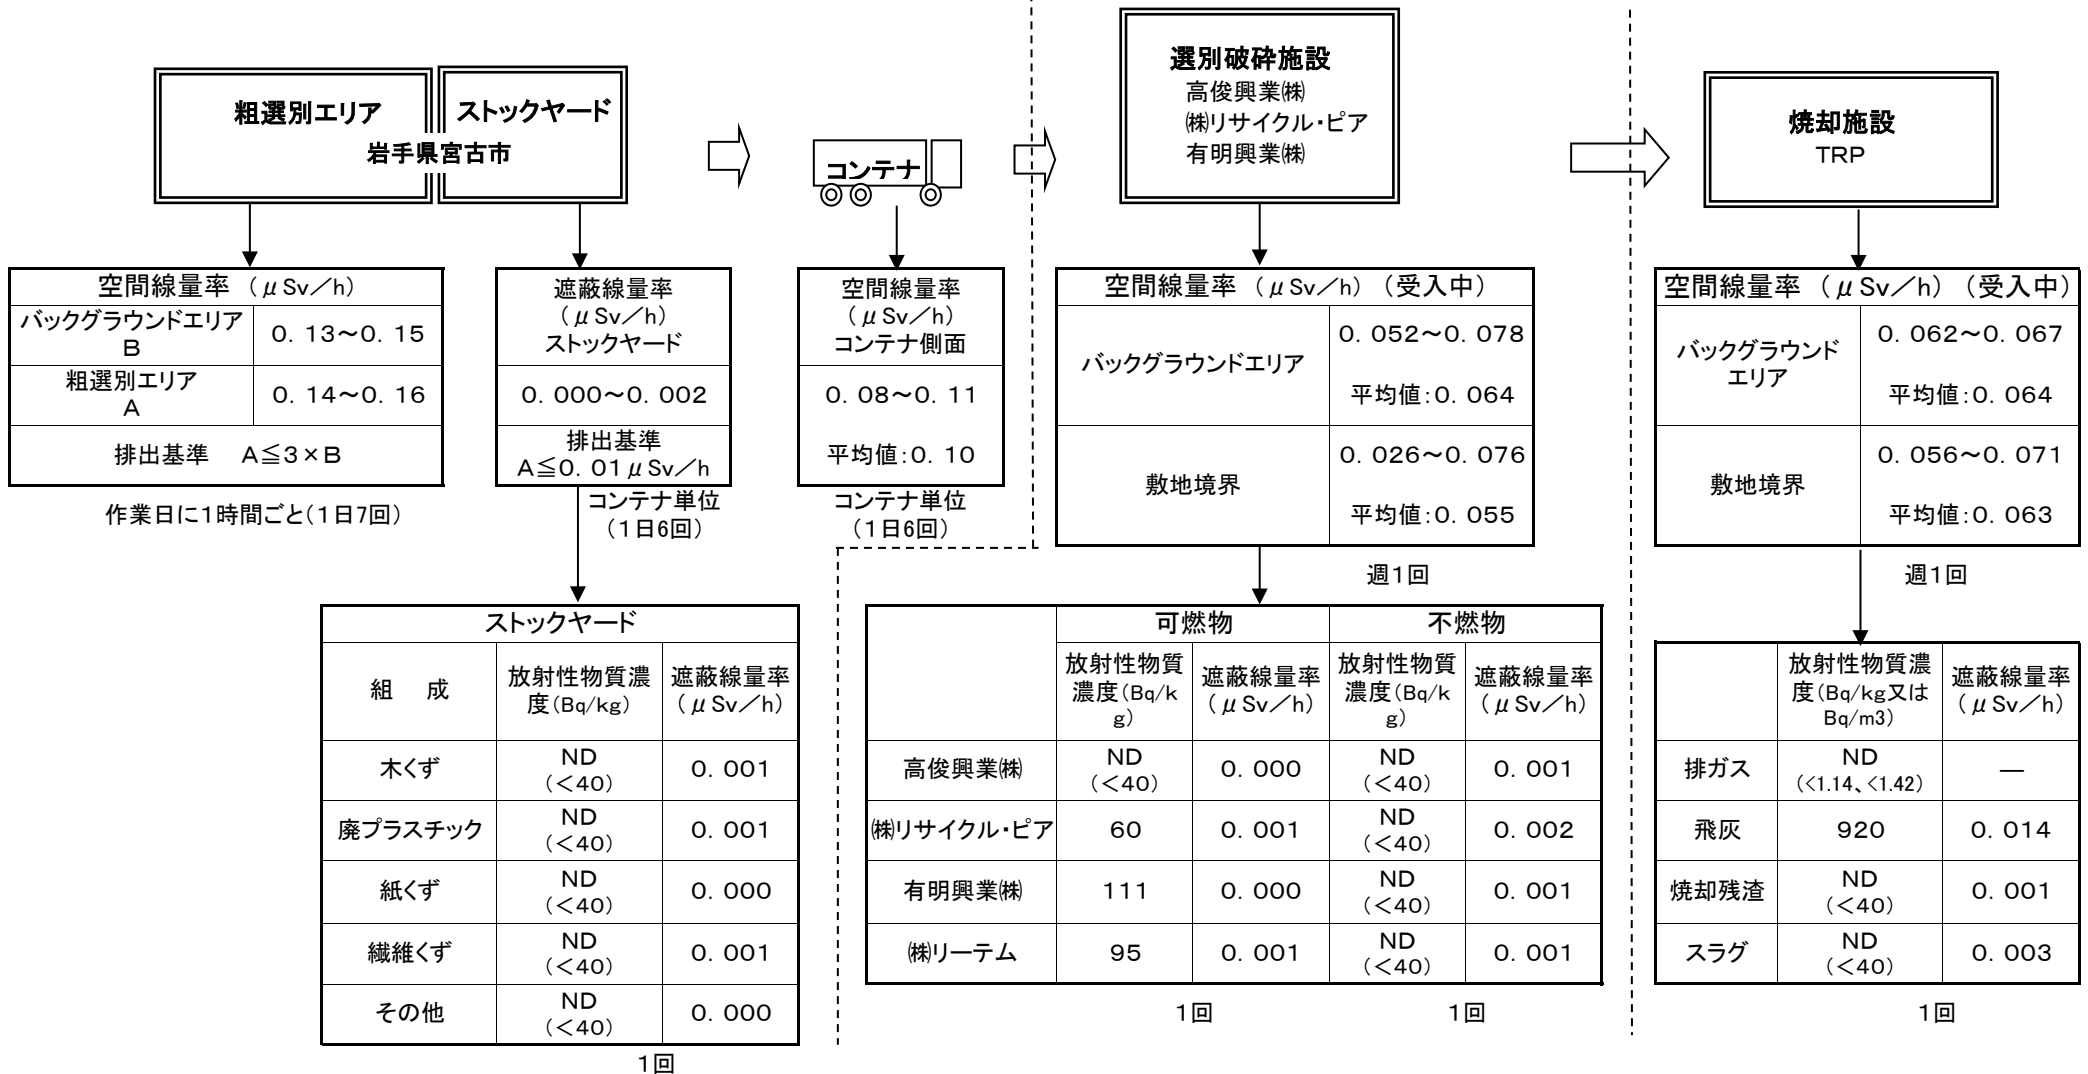 粗選別エリア
ストックヤード
岩手県宮古市
コンテナ
選別破砕施設
高俊興業㈱
㈱リサイクル・ピア
有明興業㈱
焼却施設
TRP
空間線量率（μSv／h）
バックグラウンドエリア
B
0.13～0.15
粗選別エリア
A
0.14～0.16
排出基準　A≦3×B
作業日に1時間ごと（1日7回）
遮蔽線量率
（μSv／h）
ストックヤード
0.000～0.002
排出基準
A≦0.01μSv／h
コンテナ単位
（1日6回）
空間線量率
（μSv／h）
コンテナ側面
0.08～0.11
平均値：0.10
コンテナ単位
（1日6回）
空間線量率（μSv／h）（受入中）
バックグラウンドエリア
0.052～0.078
平均値：0.064
敷地境界
0.026～0.076
平均値：0.055
週1回
空間線量率（μSv／h）（受入中）
バックグラウンド
エリア
0.062～0.067
平均値：0.064
敷地境界
0.056～0.071
平均値：0.063
週1回
ストックヤード
組　成
放射性物質濃
度（Bq/kg）
遮蔽線量率
（μSv／h）
木くず
ND
（＜40）
0.001
廃プラスチック
ND
（＜40）
0.001
紙くず
ND
（＜40）
0.000
繊維くず
ND
（＜40）
0.001
その他
ND
（＜40）
0.000
1回
可燃物
不燃物
放射性物質
濃度（Bq/k
g）
遮蔽線量率
（μSv／h）
放射性物質
濃度（Bq/k
g）
遮蔽線量率
（μSv／h）
高俊興業㈱
ND
（＜40）
0.000
ND
（＜40）
0.001
㈱リサイクル・ピア
60
0.001
ND
（＜40）
0.002
有明興業㈱
111
0.000
ND
（＜40）
0.001
㈱リーテム
95
0.001
ND
（＜40）
0.001
1回
1回
放射性物質濃
度（Bq/kg又は
Bq/m3）
遮蔽線量率
（μSv／h）
排ガス
ND
（<1.14、<1.42）
―
飛灰
920
0.014
焼却残渣
ND
（＜40）
0.001
スラグ
ND
（＜40）
0.003
1回